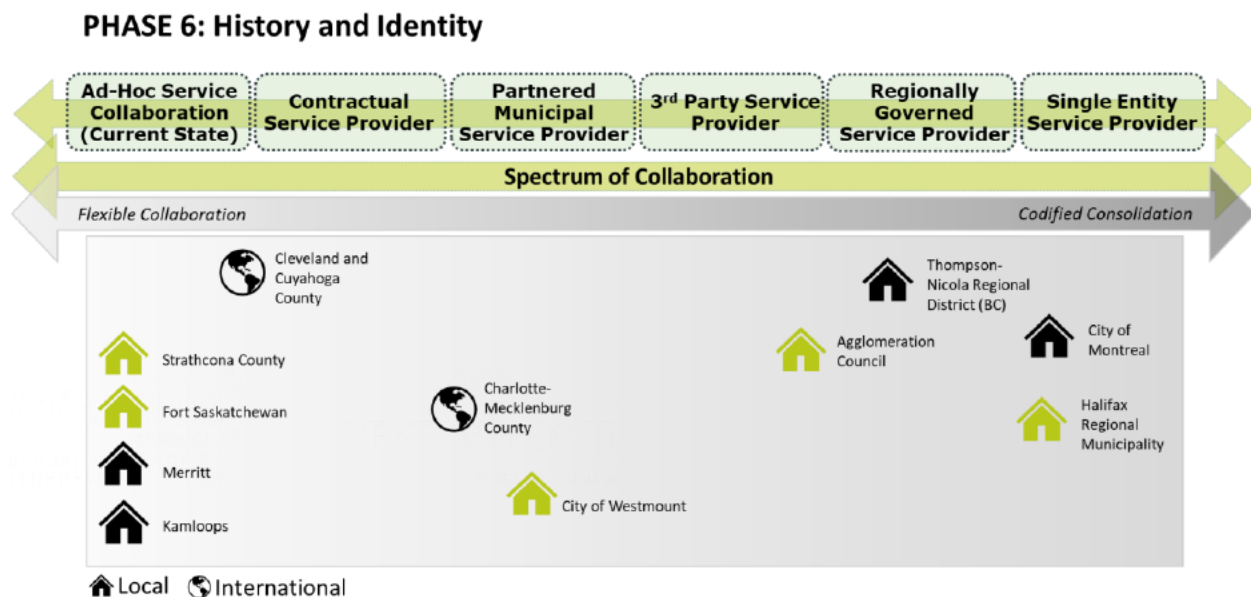 PHASE 6: History and Identity
Ad-Hoc Service
Collaboration
(Current State)
Contractual
Service Provider
Partnered
Municipal
Service Provider
3rd Party Service
Provider
Regionally
Governed
Service Provider
Single Entity
Service Provider
Spectrum of Collaboration
Flexible Collaboration
Codified Consolidation
Cleveland and
Cuyahoga
County
Thompson-
Nicola Regional
District (BC)
Strathcona County
Agglomeration
Council
City of
Montreal
Fort Saskatchewan
Charlotte-
Mecklenburg
County
Halifax
Regional
Municipality
Merritt
City of Westmount
Kamloops
Local
International